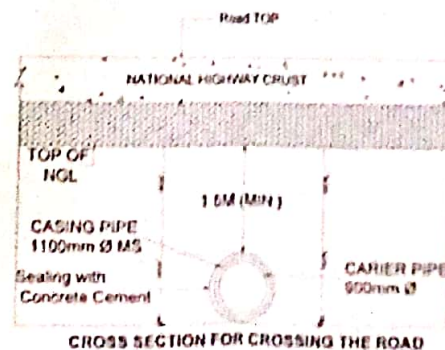 Road TOP
NATIONAL HIGHWAY CRUST
TOP OF
NGL
1.5M (MIN.)
CASING PIPE
1100mm Ø MS
CARIER PIPE
900mm Ø
Sealing with
Concrete Cement
CROSS SECTION FOR CROSSING THE ROAD